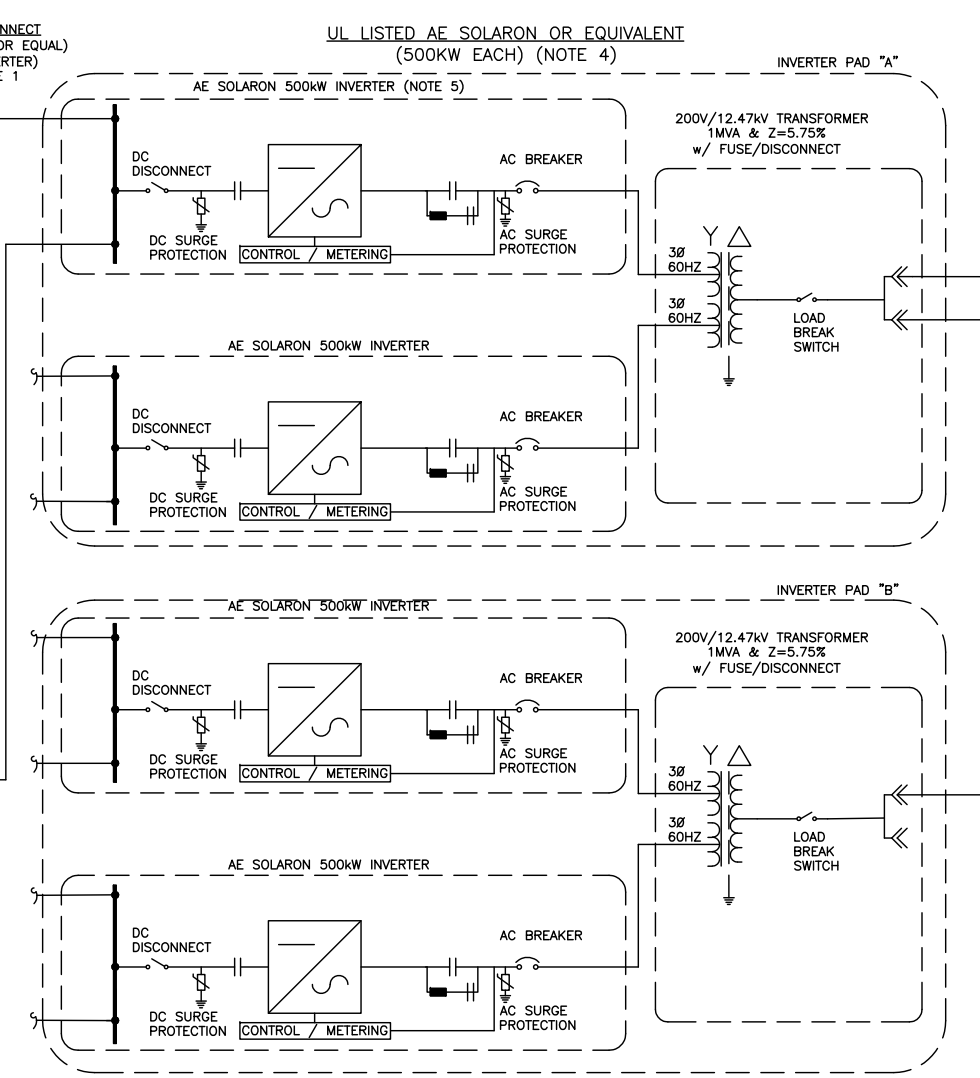 NNECT
OR EQUAL)
ERTER)
E 1
UL LISTED AE SOLARON OR EQUIVALENT
(500KW EACH) (NOTE 4)
INVERTER PAD "A"
AE SOLARON 500kW INVERTER (NOTE 5)
200V/12.47kV TRANSFORMER
1MVA & Z=5.75%
w/ FUSE/DISCONNECT
DC
DISCONNECT
AC BREAKER
DC SURGE
PROTECTION
CONTROL / METERING
AC SURGE
PROTECTION
3Ø
60HZ
3Ø
60HZ
LOAD
BREAK
SWITCH
AE SOLARON 500kW INVERTER
DC
DISCONNECT
AC BREAKER
DC SURGE
PROTECTION
CONTROL / METERING
AC SURGE
PROTECTION
INVERTER PAD "B"
AE SOLARON 500kW INVERTER
200V/12.47kV TRANSFORMER
1MVA & Z=5.75%
w/ FUSE/DISCONNECT
DC
DISCONNECT
AC BREAKER
DC SURGE
PROTECTION
CONTROL / METERING
AC SURGE
PROTECTION
3Ø
60HZ
3Ø
60HZ
LOAD
BREAK
SWITCH
AE SOLARON 500kW INVERTER
DC
DISCONNECT
AC BREAKER
DC SURGE
PROTECTION
CONTROL / METERING
AC SURGE
PROTECTION